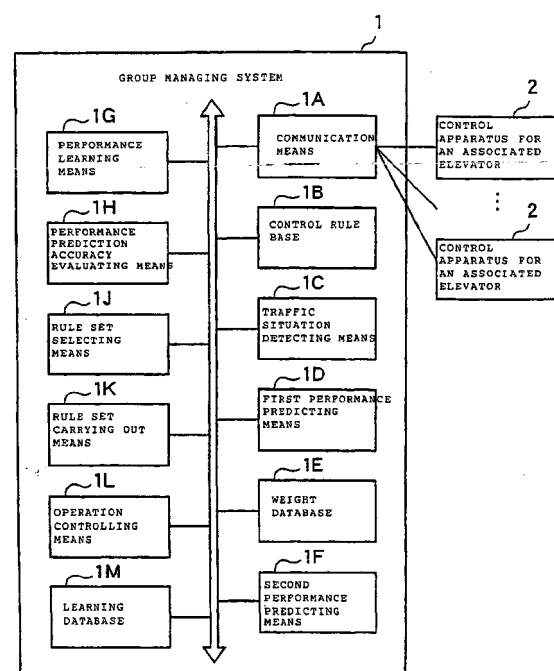 1
GROUP MANAGING SYSTEM
1G
PERFORMANCE
LEARNING
MEANS
1H
PERFORMANCE
PREDICTION
ACCURACY
EVALUATING MEANS
1J
RULE SET
SELECTING
MEANS
1K
RULE SET
CARRYING OUT
MEANS
1L
OPERATION
CONTROLLING
MEANS
1M
LEARNING
DATABASE
1A
COMMUNICATION
MEANS
1B
CONTROL RULE
BASE
1C
TRAFFIC
SITUATION
DETECTING MEANS
1D
FIRST PERFORMANCE
PREDICTING
MEANS
1E
WEIGHT
DATABASE
1F
SECOND
PERFORMANCE
PREDICTING
MEANS
2
CONTROL
APPARATUS FOR
AN ASSOCIATED
ELEVATOR
⋮
2
CONTROL
APPARATUS FOR
AN ASSOCIATED
ELEVATOR